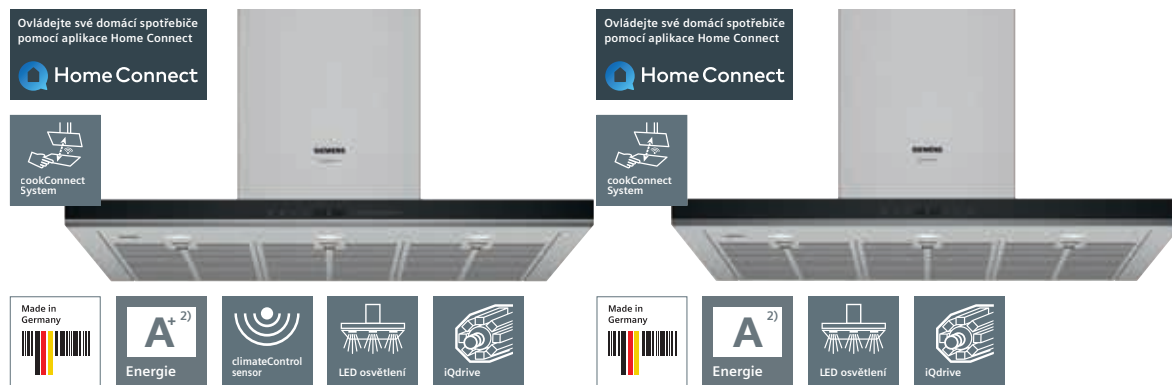 Ovládejte své domácí spotřebiče
pomocí aplikace Home Connect
Home Connect
cookConnect
System
SIEMENS
Made in
Germany
A+ 2)
Energie
climateControl
sensor
LED osvětlení
iQdrive
Ovládejte své domácí spotřebiče
pomocí aplikace Home Connect
Home Connect
cookConnect
System
SIEMENS
Made in
Germany
A 2)
Energie
LED osvětlení
iQdrive